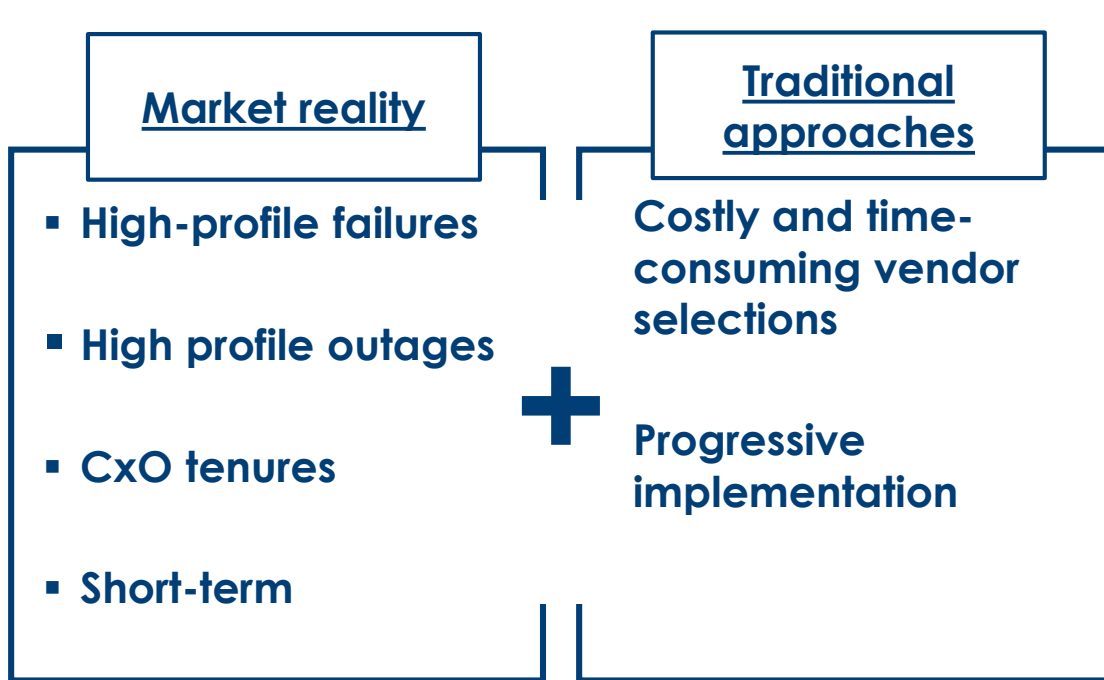 Market reality
▪ High-profile failures
▪ High profile outages
▪ CxO tenures
▪ Short-term
+
Traditional
approaches
Costly and time-
consuming vendor
selections
Progressive
implementation